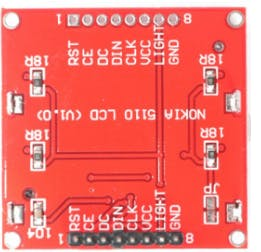 1 8
RST
CE
DC
DIN
CLK
VCC
LIGHT
GND
18R 18R
NOKIA 5110 LCD (V1.0)
18R 18R
JP
104
RST
CE
DC
DIN
CLK
VCC
LIGHT
GND
1 8